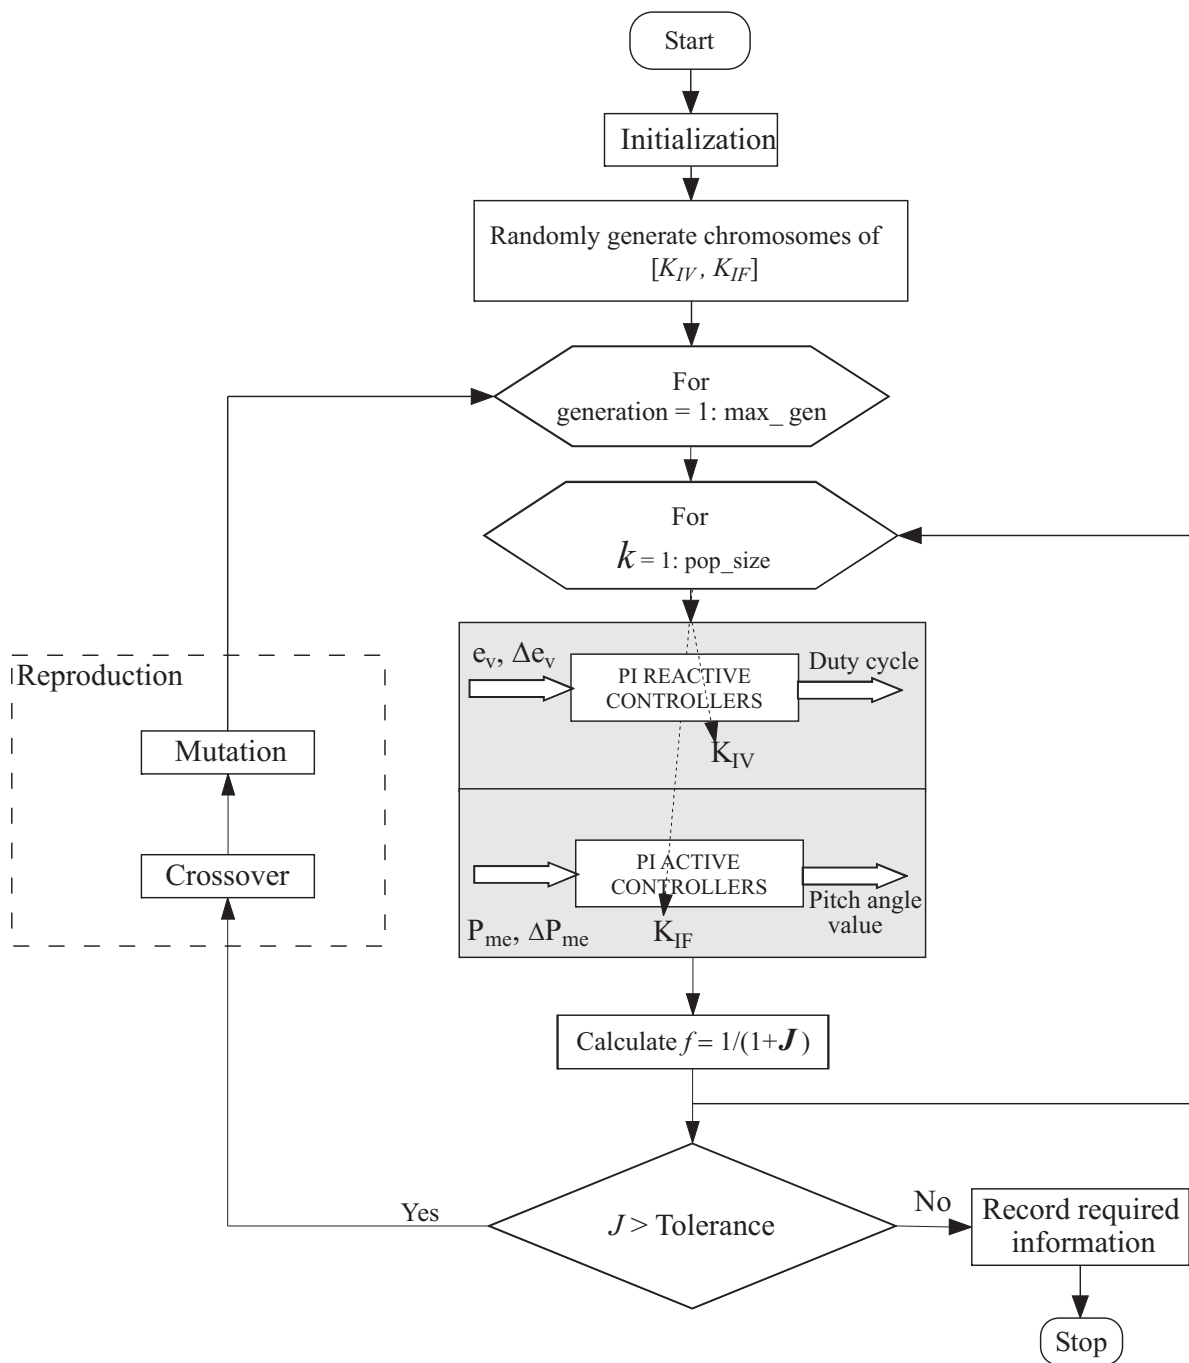 Start
Initialization
Randomly generate chromosomes of
[K_IV, K_IF]
For
generation = 1: max_ gen
For
k = 1: pop_size
Reproduction
Mutation
Crossover
e_v, Δe_v
PI REACTIVE
CONTROLLERS
Duty cycle
K_IV
PI ACTIVE
CONTROLLERS
Pitch angle
value
P_me, ΔP_me
K_IF
Calculate f = 1/(1+J)
Yes
J > Tolerance
No
Record required
information
Stop